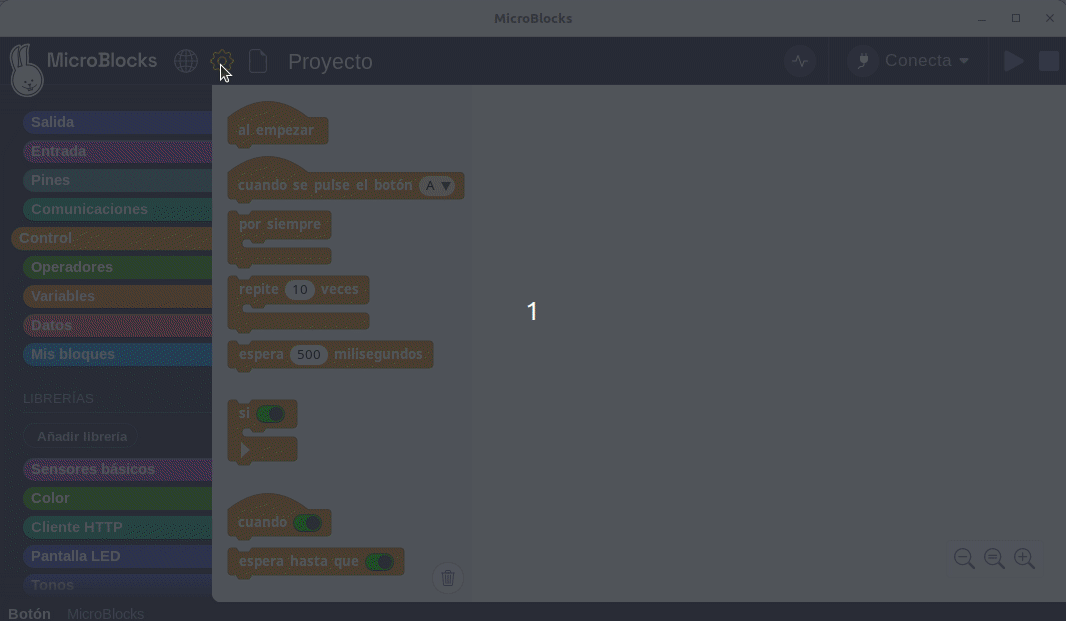 MicroBlocks
MicroBlocks
Proyecto
Conecta
Salida
Entrada
Pines
Comunicaciones
Control
Operadores
Variables
Datos
Mis bloques
LIBRERÍAS
Añadir librería
Sensores básicos
Color
Cliente HTTP
Pantalla LED
Tonos
al empezar
cuando se pulse el botón A
por siempre
repite 10 veces
espera 500 milisegundos
si
cuando
espera hasta que
1
Botón MicroBlocks